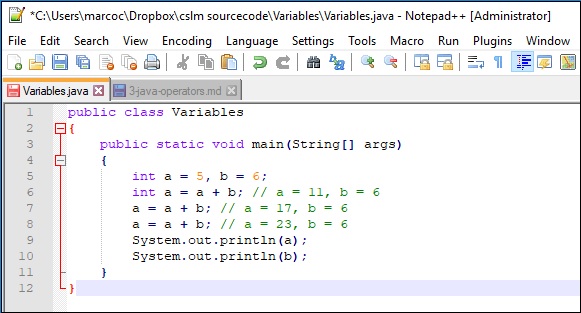 *C:\Users\marcoc\Dropbox\cslm sourcecode\Variables\Variables.java - Notepad++ [Administrator]
File Edit Search View Encoding Language Settings Tools Macro Run Plugins Window
Variables.java 3-java-operators.md
1 public class Variables
2 {
3 public static void main(String[] args)
4 {
5 int a = 5, b = 6;
6 int a = a + b; // a = 11, b = 6
7 a = a + b; // a = 17, b = 6
8 a = a + b; // a = 23, b = 6
9 System.out.println(a);
10 System.out.println(b);
11 }
12 }